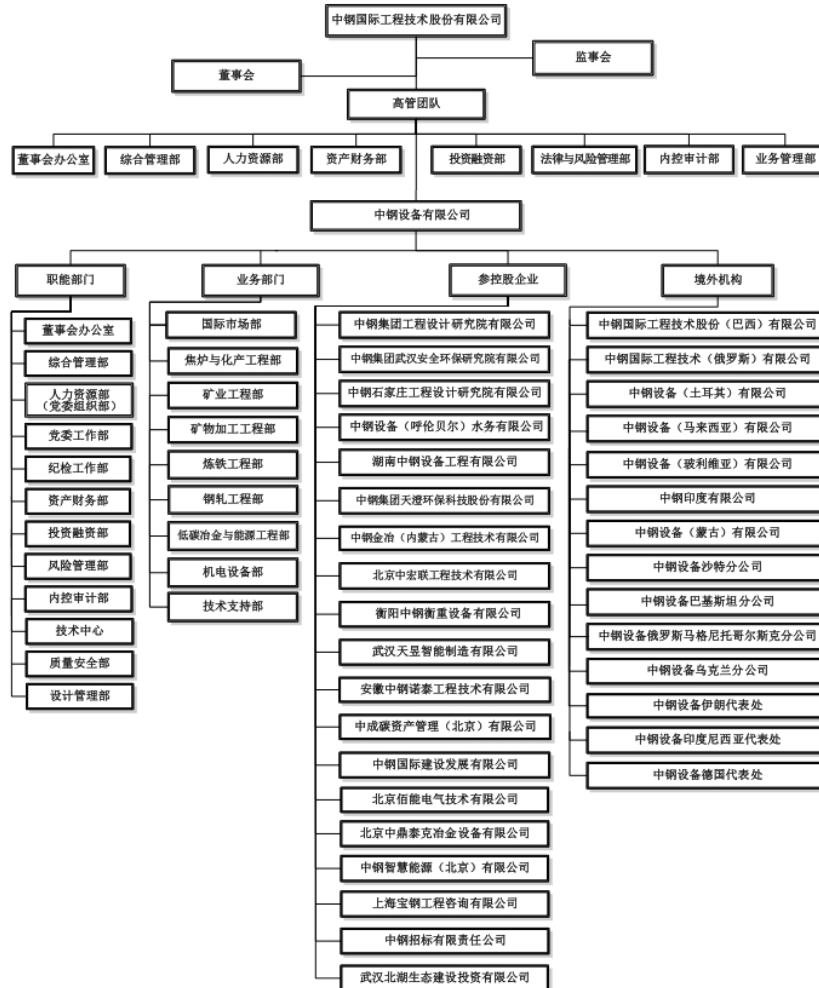 中钢国际工程技术股份有限公司
监事会
董事会
高管团队
董事会办公室
综合管理部
人力资源部
资产财务部
投资融资部
法律与风险管理部
内控审计部
业务管理部
中钢设备有限公司
职能部门
业务部门
参控股企业
境外机构
董事会办公室
综合管理部
人力资源部
（党委组织部）
党委工作部
纪检工作部
资产财务部
投资融资部
风险管理部
内控审计部
技术中心
质量安全部
设计管理部
国际市场部
焦炉与化产工程部
矿业工程部
矿物加工工程部
炼铁工程部
钢轧工程部
低碳冶金与能源工程部
机电设备部
技术支持部
中钢集团工程设计研究院有限公司
中钢集团武汉安全环保研究院有限公司
中钢石家庄工程设计研究院有限公司
中钢设备（呼伦贝尔）水务有限公司
湖南中钢设备工程有限公司
中钢集团天澄环保科技股份有限公司
中钢金冶（内蒙古）工程技术有限公司
北京中宏联工程技术有限公司
衡阳中钢衡重设备有限公司
武汉天昱智能制造有限公司
安徽中钢诺泰工程技术有限公司
中成碳资产管理（北京）有限公司
中钢国际建设发展有限公司
北京佰能电气技术有限公司
北京中鼎泰克冶金设备有限公司
中钢智慧能源（北京）有限公司
上海宝钢工程咨询有限公司
中钢招标有限责任公司
武汉北湖生态建设投资有限公司
中钢国际工程技术股份（巴西）有限公司
中钢国际工程技术（俄罗斯）有限公司
中钢设备（土耳其）有限公司
中钢设备（马来西亚）有限公司
中钢设备（玻利维亚）有限公司
中钢印度有限公司
中钢设备（蒙古）有限公司
中钢设备沙特分公司
中钢设备巴基斯坦分公司
中钢设备俄罗斯马格尼托哥尔斯克分公司
中钢设备乌克兰分公司
中钢设备伊朗代表处
中钢设备印度尼西亚代表处
中钢设备德国代表处